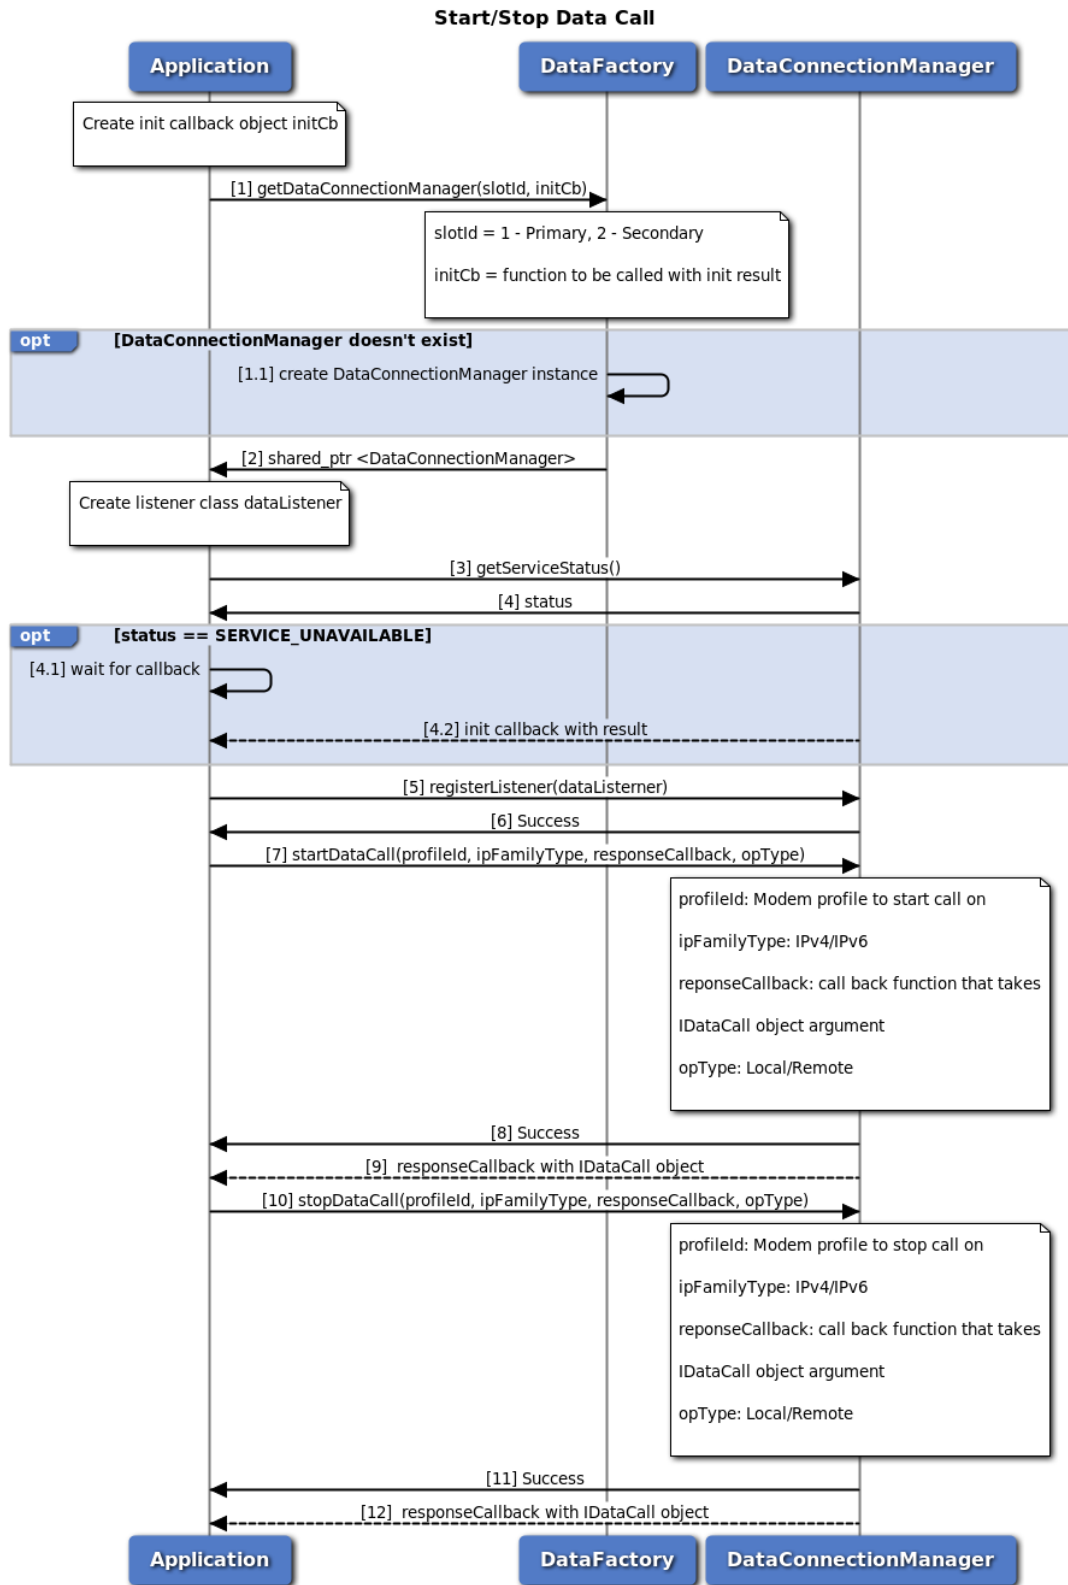 Start/Stop Data Call
Application
DataFactory
DataConnectionManager
Create init callback object initCb
[1] getDataConnectionManager(slotId, initCb)
slotId = 1 - Primary, 2 - Secondary
initCb = function to be called with init result
opt
[DataConnectionManager doesn't exist]
[1.1] create DataConnectionManager instance
[2] shared_ptr <DataConnectionManager>
Create listener class dataListener
[3] getServiceStatus()
[4] status
opt
[status == SERVICE_UNAVAILABLE]
[4.1] wait for callback
[4.2] init callback with result
[5] registerListener(dataListerner)
[6] Success
[7] startDataCall(profileId, ipFamilyType, responseCallback, opType)
profileId: Modem profile to start call on
ipFamilyType: IPv4/IPv6
reponseCallback: call back function that takes
IDataCall object argument
opType: Local/Remote
[8] Success
[9]  responseCallback with IDataCall object
[10] stopDataCall(profileId, ipFamilyType, responseCallback, opType)
profileId: Modem profile to stop call on
ipFamilyType: IPv4/IPv6
reponseCallback: call back function that takes
IDataCall object argument
opType: Local/Remote
[11] Success
[12]  responseCallback with IDataCall object
Application
DataFactory
DataConnectionManager